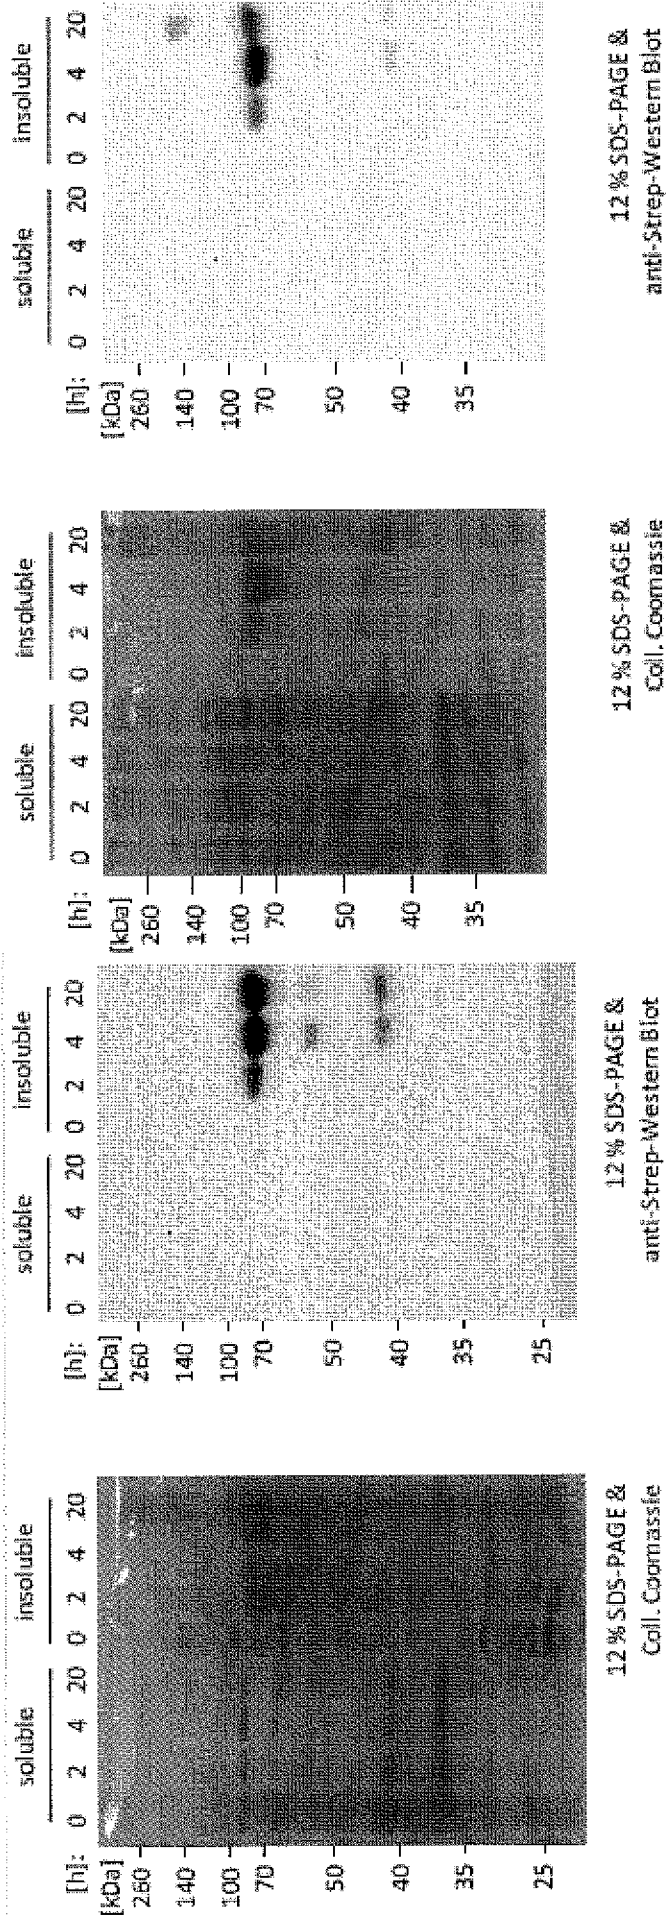 soluble insoluble
[h]: 0 2 4 20 0 2 4 20
[kDa]
260
140
100
70
50
40
35
25
12 % SDS-PAGE &
Coll. Coomassie
soluble insoluble
[h]: 0 2 4 20 0 2 4 20
[kDa]
260
140
100
70
50
40
35
25
12 % SDS-PAGE &
anti-Strep-Western Blot
soluble insoluble
[h]: 0 2 4 20 0 2 4 20
[kDa]
260
140
100
70
50
40
35
12 % SDS-PAGE &
Coll. Coomassie
soluble insoluble
[h]: 0 2 4 20 0 2 4 20
[kDa]
260
140
100
70
50
40
35
12 % SDS-PAGE &
anti-Strep-Western Blot